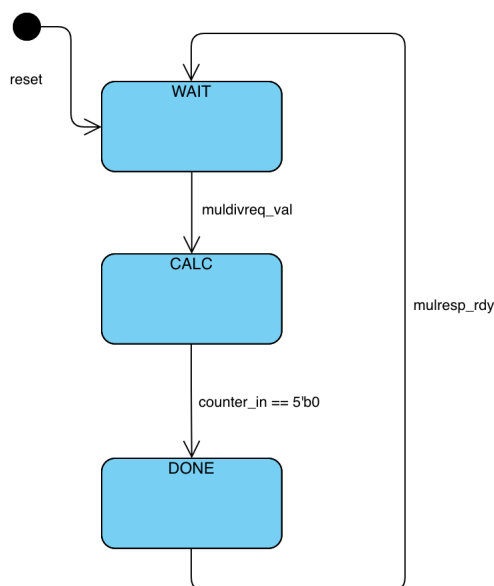 reset
WAIT
muldivreq_val
CALC
mulresp_rdy
counter_in == 5'b0
DONE